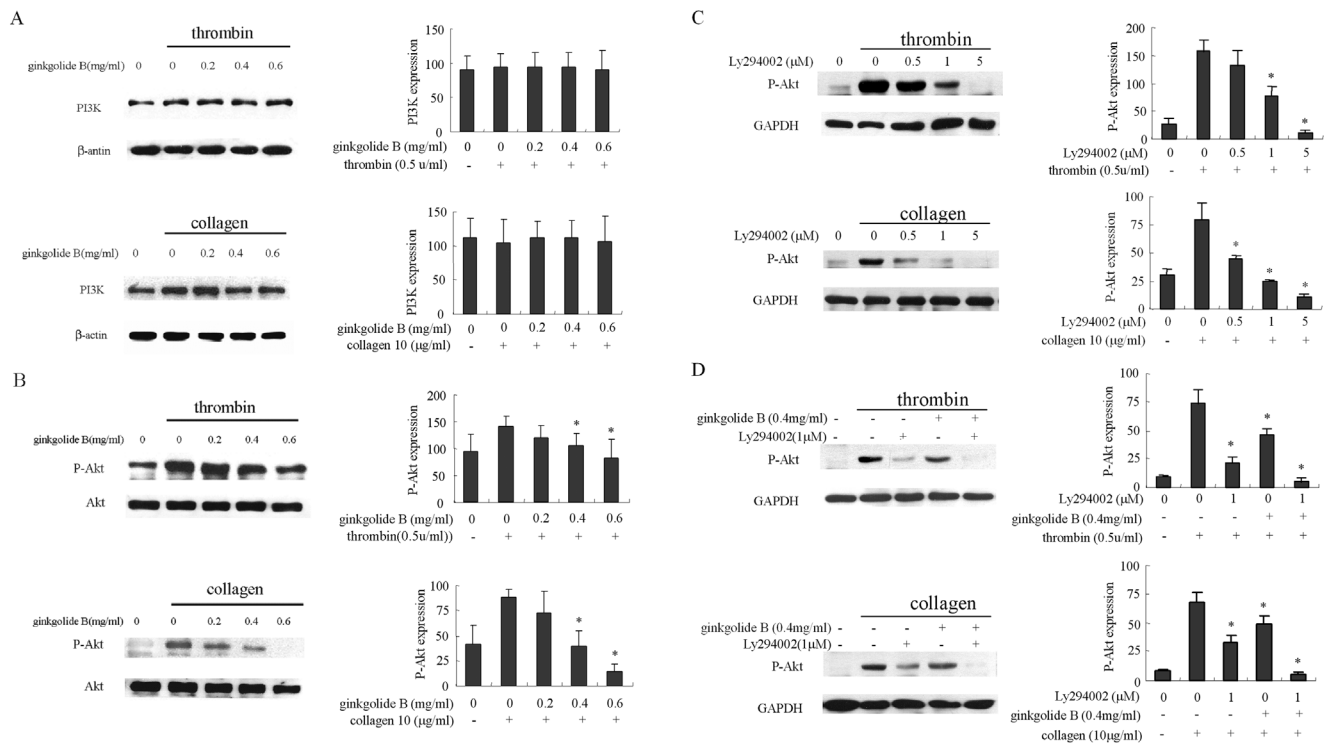 A
thrombin
ginkgolide B(mg/ml) 0 0 0.2 0.4 0.6
PI3K
β-antin
PI3K expression
150
100
50
0
ginkgolide B (mg/ml) 0 0 0.2 0.4 0.6
thrombin (0.5 u/ml) - + + + +
collagen
ginkgolide B(mg/ml) 0 0 0.2 0.4 0.6
PI3K
β-actin
PI3K expression
150
100
50
0
ginkgolide B (mg/ml) 0 0 0.2 0.4 0.6
collagen 10 (μg/ml) - + + + +
B
thrombin
ginkgolide B(mg/ml) 0 0 0.2 0.4 0.6
P-Akt
Akt
P-Akt expression
200
150
100
50
0
* *
ginkgolide B (mg/ml) 0 0 0.2 0.4 0.6
thrombin(0.5u/ml)) - + + + +
collagen
ginkgolide B(mg/ml) 0 0 0.2 0.4 0.6
P-Akt
Akt
P-Akt expression
100
75
50
25
0
* *
ginkgolide B (mg/ml) 0 0 0.2 0.4 0.6
collagen 10 (μg/ml) - + + + +
C
thrombin
Ly294002 (μM) 0 0 0.5 1 5
P-Akt
GAPDH
P-Akt expression
200
150
100
50
0
* *
Ly294002 (μM) 0 0 0.5 1 5
thrombin (0.5u/ml) - + + + +
collagen
Ly294002 (μM) 0 0 0.5 1 5
P-Akt
GAPDH
P-Akt expression
100
75
50
25
0
* * *
Ly294002 (μM) 0 0 0.5 1 5
collagen 10 (μg/ml) - + + + +
D
thrombin
ginkgolide B (0.4mg/ml) - - - + +
Ly294002(1μM) - - + - +
P-Akt
GAPDH
P-Akt expression
100
75
50
25
0
* * *
Ly294002 (μM) 0 0 1 0 1
ginkgolide B (0.4mg/ml) - - - + +
thrombin (0.5u/ml) - + + + +
collagen
ginkgolide B (0.4mg/ml) - - - + +
Ly294002(1μM) - - + - +
P-Akt
GAPDH
P-Akt expression
100
75
50
25
0
* * *
Ly294002 (μM) 0 0 1 0 1
ginkgolide B (0.4mg/ml) - - - + +
collagen (10μg/ml) - + + + +